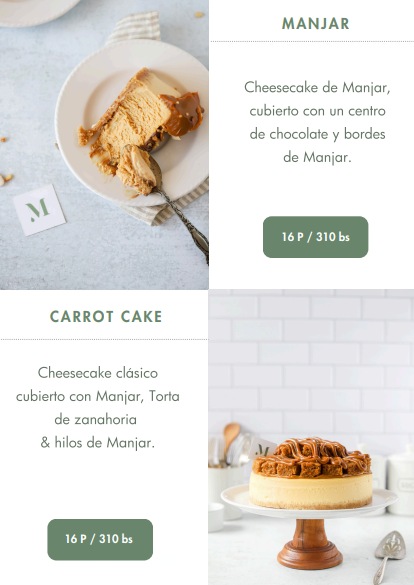 MANJAR
Cheesecake de Manjar,
cubierto con un centro
de chocolate y bordes
de Manjar.
16 P / 310 bs
M
CARROT CAKE
Cheesecake clásico
cubierto con Manjar, Torta
de zanahoria
& hilos de Manjar.
16 P / 310 bs